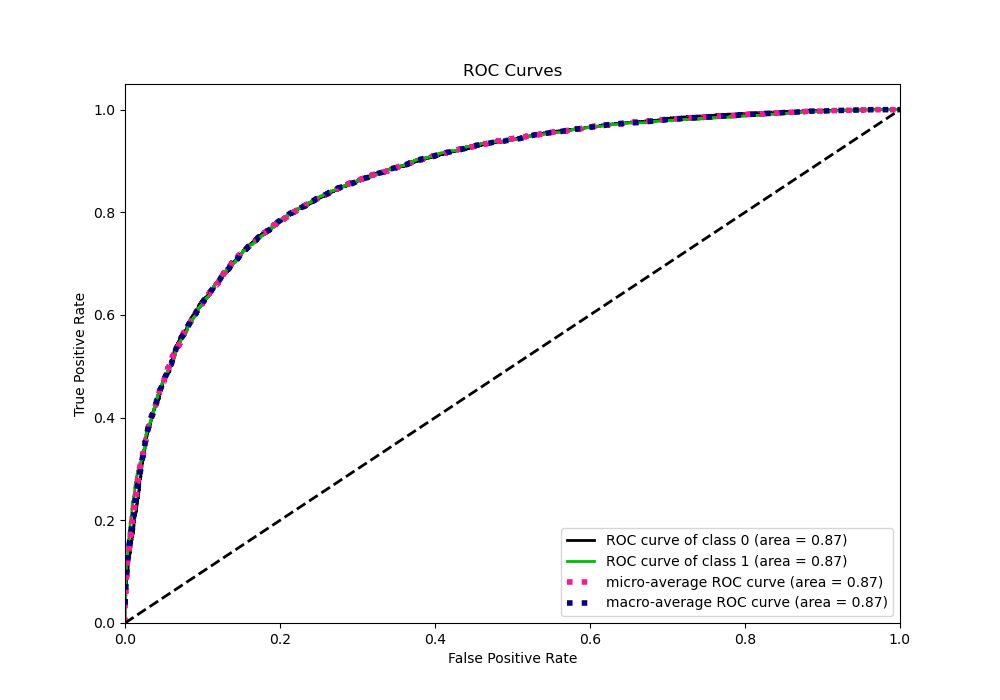 ROC Curves
True Positive Rate
1.0
0.8
0.6
0.4
0.2
0.0
0.0 0.2 0.4 0.6 0.8 1.0
False Positive Rate
ROC curve of class 0 (area = 0.87)
ROC curve of class 1 (area = 0.87)
micro-average ROC curve (area = 0.87)
macro-average ROC curve (area = 0.87)